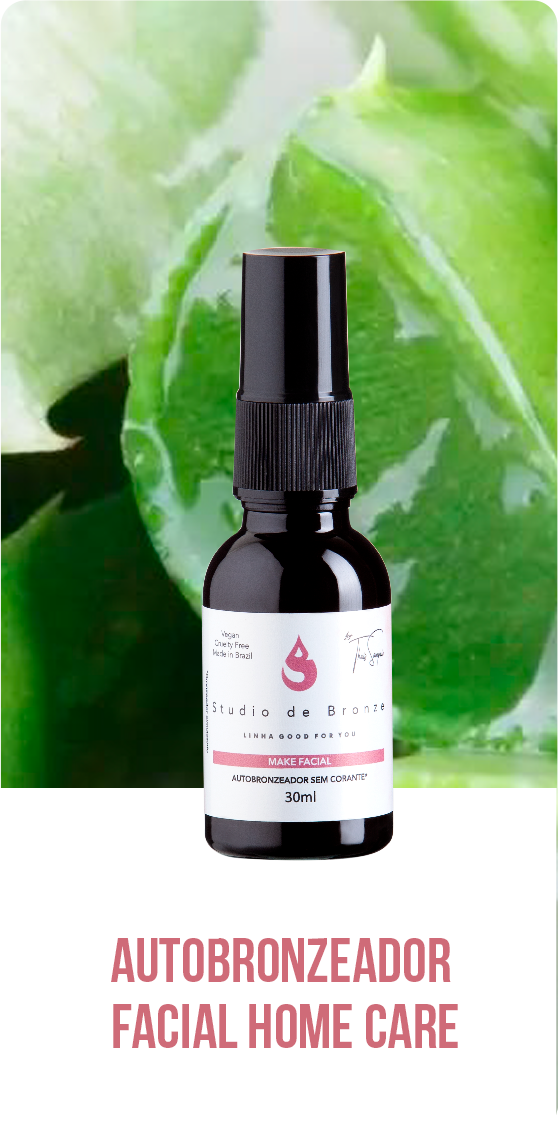 Vegan
Cruelty Free
Made in Brazil
by
Studio de Bronze
LINHA GOOD FOR YOU
MAKE FACIAL
AUTOBRONZEADOR SEM CORANTE*
30ml
AUTOBRONZEADOR
FACIAL HOME CARE